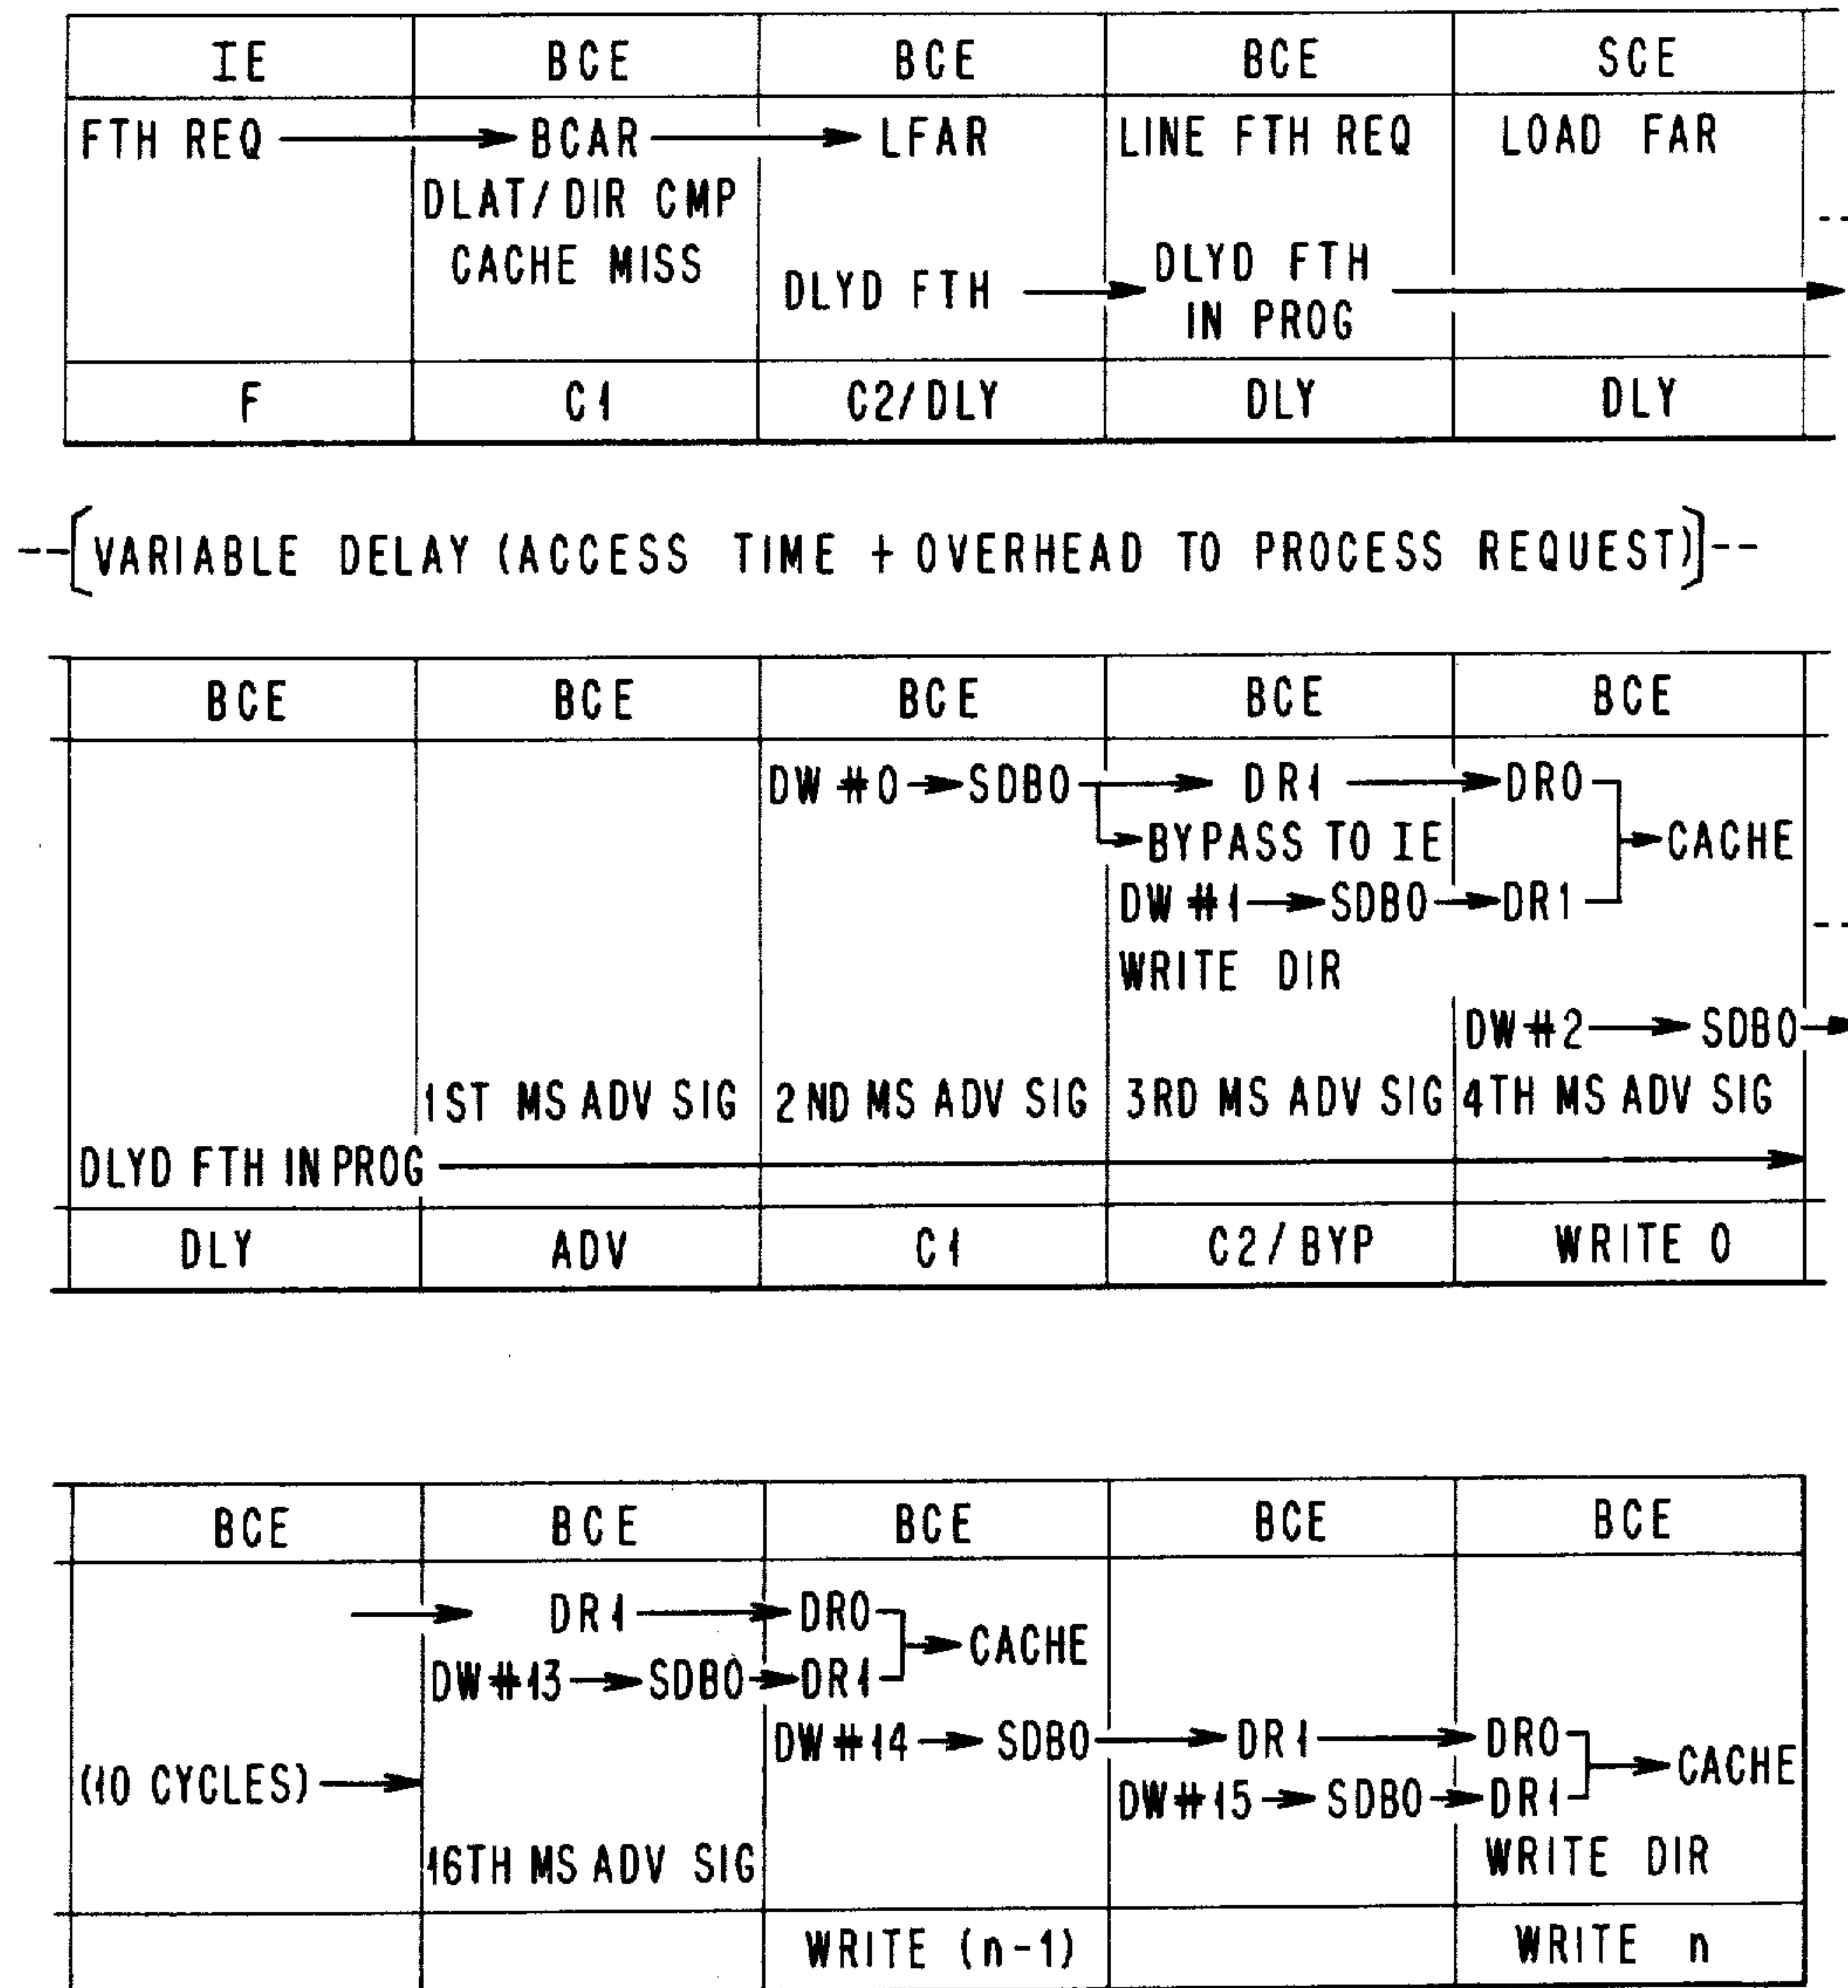 IE BCE BCE BCE SCE
FTH REQ BCAR LFAR LINE FTH REQ LOAD FAR
DLAT/DIR CMP
CACHE MISS DLYD FTH DLYD FTH
IN PROG
F C1 C2/DLY DLY DLY
--[VARIABLE DELAY (ACCESS TIME + OVERHEAD TO PROCESS REQUEST)]--
BCE BCE BCE BCE BCE
DW #0 SDBO DR1 DR0
BYPASS TO IE CACHE
DW #1 SDBO DR1
WRITE DIR
DW #2 SDBO
1ST MS ADV SIG 2ND MS ADV SIG 3RD MS ADV SIG 4TH MS ADV SIG
DLYD FTH IN PROG
DLY ADV C1 C2/BYP WRITE 0
BCE BCE BCE BCE BCE
DR1 DR0
CACHE
DW #13 SDBO DR1
DW #14 SDBO DR1 DR0
(10 CYCLES) CACHE
DW #15 SDBO DR1
16TH MS ADV SIG WRITE DIR
WRITE (n-1) WRITE n